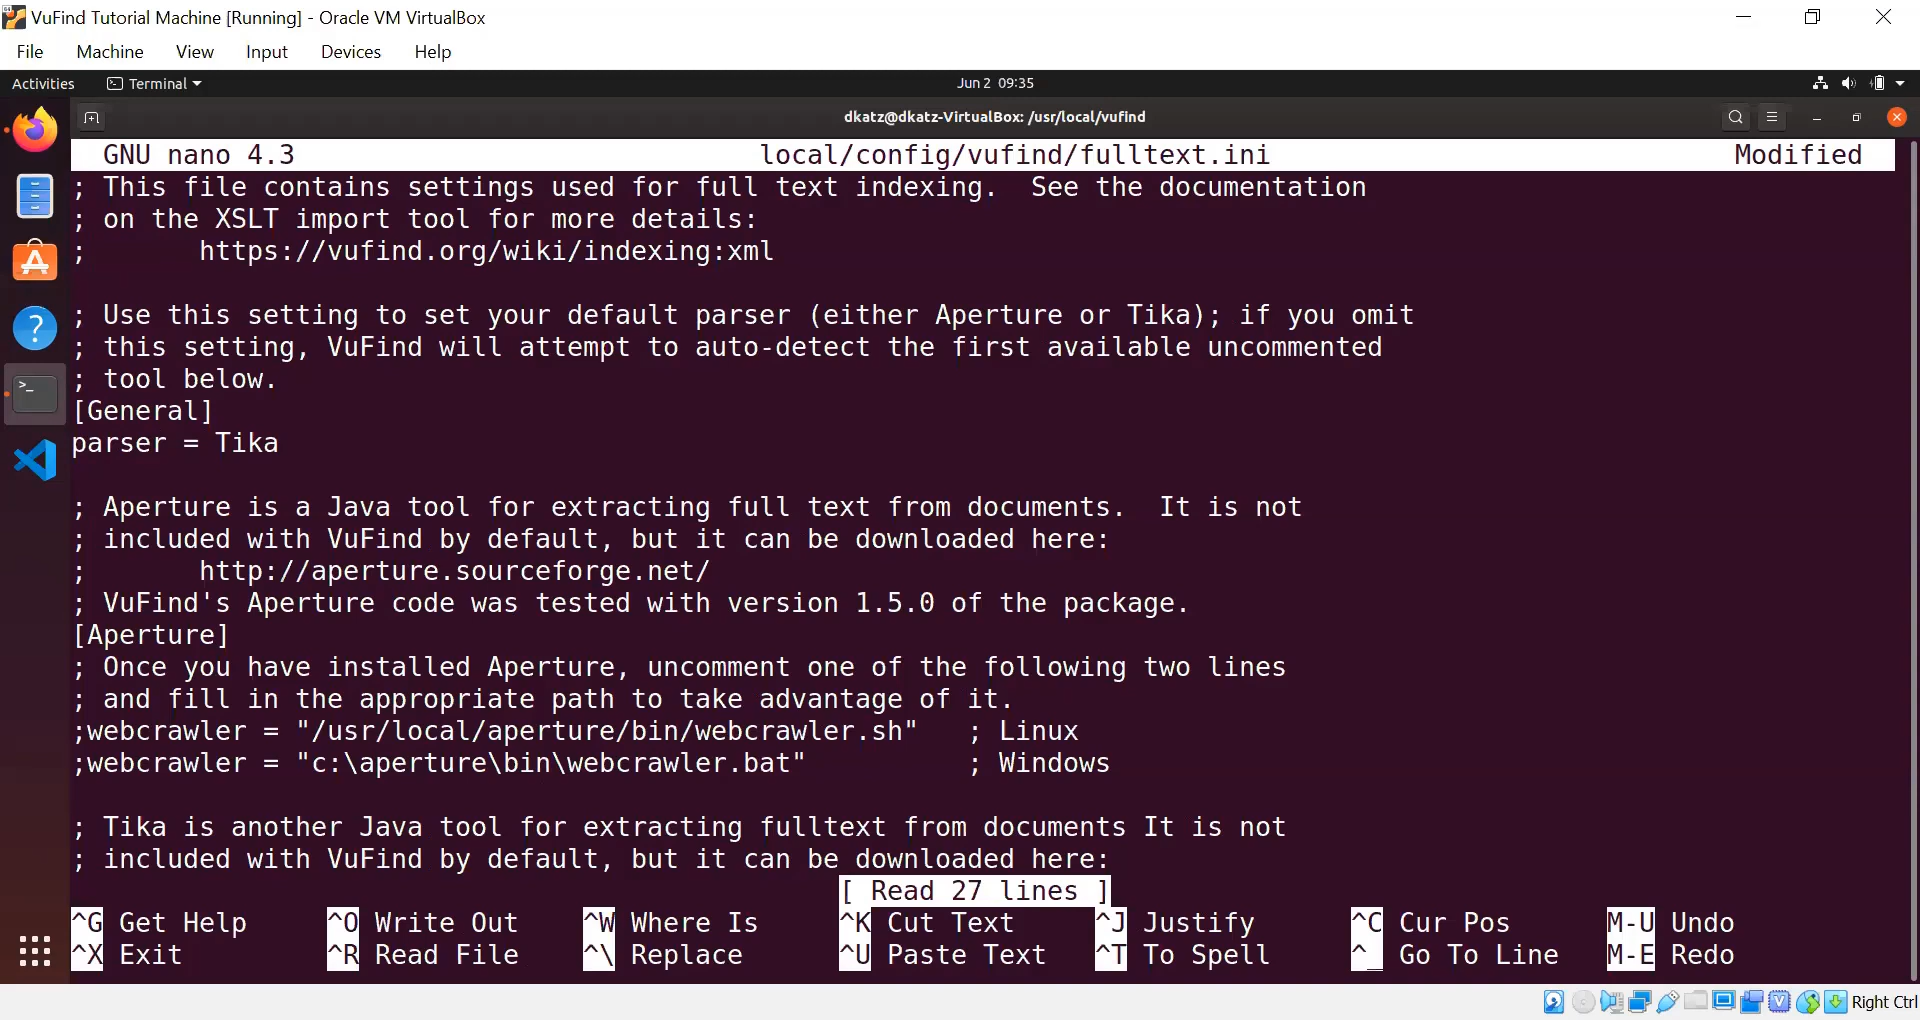 VuFind Tutorial Machine [Running] - Oracle VM VirtualBox
File Machine View Input Devices Help
Activities Terminal Jun 2 09:35
dkatz@dkatz-VirtualBox: /usr/local/vufind
GNU nano 4.3 local/config/vufind/fulltext.ini Modified
; This file contains settings used for full text indexing.  See the documentation
; on the XSLT import tool for more details:
;       https://vufind.org/wiki/indexing:xml
; Use this setting to set your default parser (either Aperture or Tika); if you omit
; this setting, VuFind will attempt to auto-detect the first available uncommented
; tool below.
[General]
parser = Tika
; Aperture is a Java tool for extracting full text from documents.  It is not
; included with VuFind by default, but it can be downloaded here:
;       http://aperture.sourceforge.net/
; VuFind's Aperture code was tested with version 1.5.0 of the package.
[Aperture]
; Once you have installed Aperture, uncomment one of the following two lines
; and fill in the appropriate path to take advantage of it.
;webcrawler = "/usr/local/aperture/bin/webcrawler.sh"   ; Linux
;webcrawler = "c:\aperture\bin\webcrawler.bat"          ; Windows
; Tika is another Java tool for extracting fulltext from documents It is not
; included with VuFind by default, but it can be downloaded here:
[ Read 27 lines ]
^G Get Help ^O Write Out ^W Where Is ^K Cut Text ^J Justify ^C Cur Pos M-U Undo
^X Exit ^R Read File ^\ Replace ^U Paste Text ^T To Spell ^_ Go To Line M-E Redo
Right Ctrl